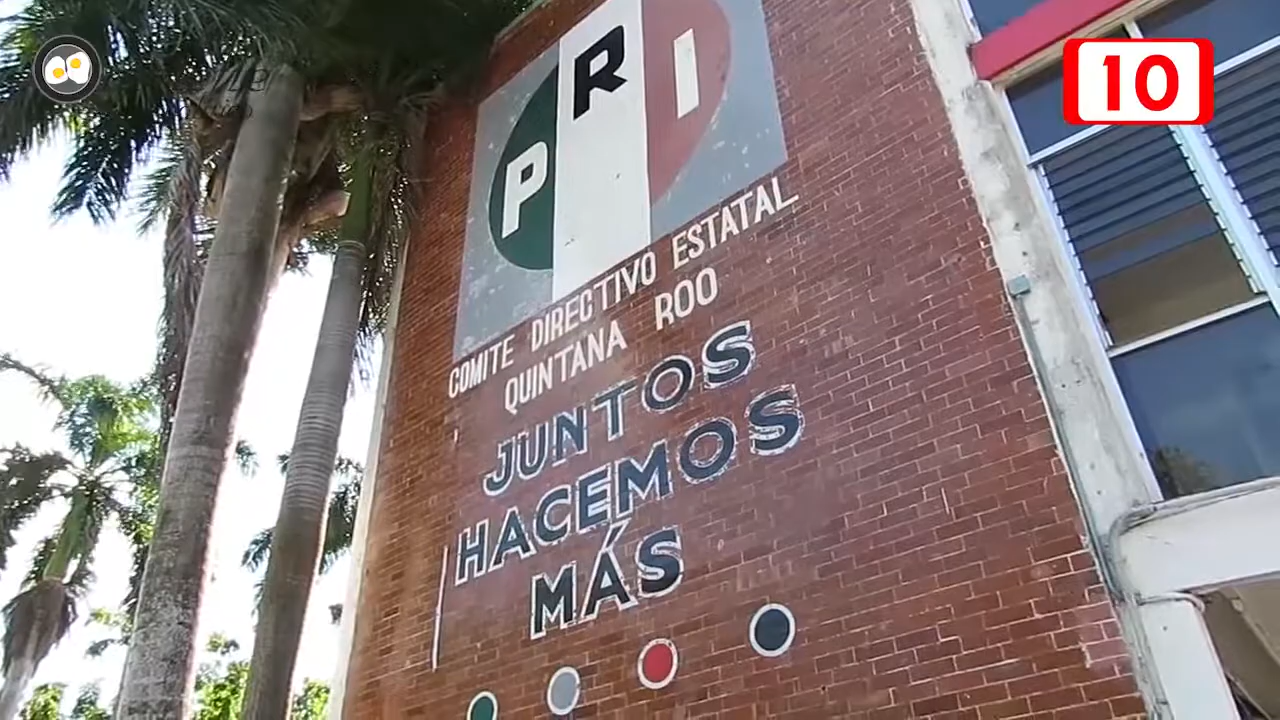 PRI
COMITE DIRECTIVO ESTATAL
QUINTANA ROO
JUNTOS
HACEMOS
MÁS
10